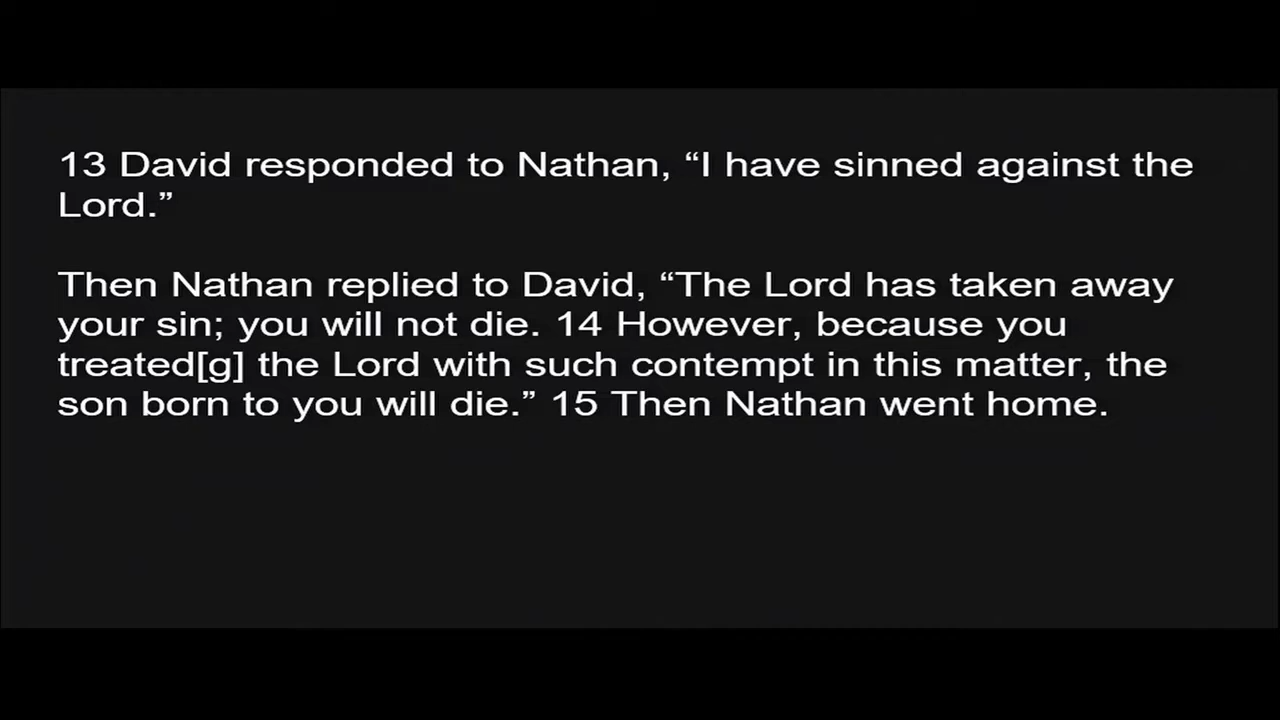 13 David responded to Nathan, “I have sinned against the
Lord.”
Then Nathan replied to David, “The Lord has taken away
your sin; you will not die. 14 However, because you
treated[g] the Lord with such contempt in this matter, the
son born to you will die.” 15 Then Nathan went home.